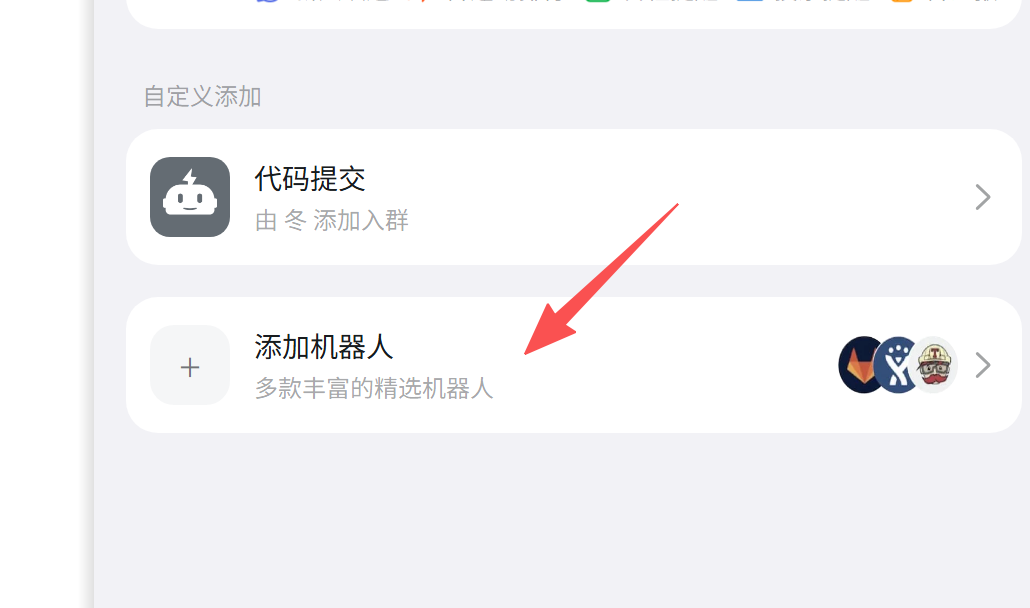 自定义添加
代码提交
由 冬 添加入群
添加机器人
多款丰富的精选机器人